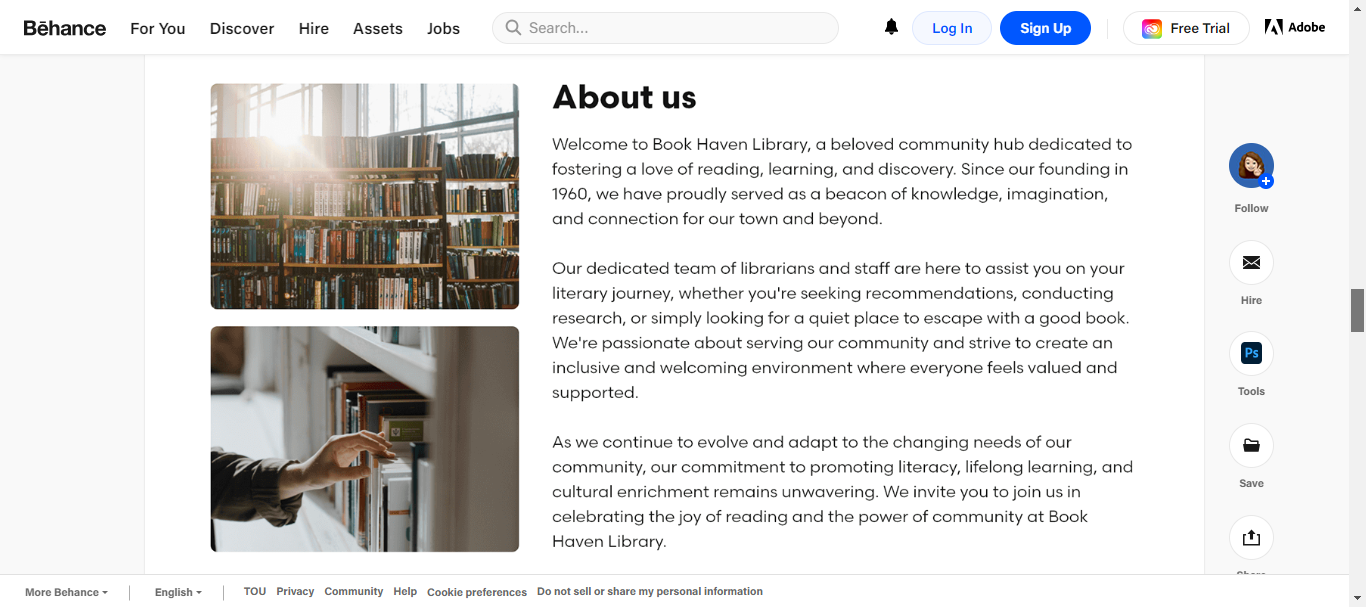 Bēhance For You Discover Hire Assets Jobs Search... Log In Sign Up Free Trial Adobe
About us
Welcome to Book Haven Library, a beloved community hub dedicated to
fostering a love of reading, learning, and discovery. Since our founding in
1960, we have proudly served as a beacon of knowledge, imagination,
and connection for our town and beyond.
Our dedicated team of librarians and staff are here to assist you on your
literary journey, whether you're seeking recommendations, conducting
research, or simply looking for a quiet place to escape with a good book.
We're passionate about serving our community and strive to create an
inclusive and welcoming environment where everyone feels valued and
supported.
As we continue to evolve and adapt to the changing needs of our
community, our commitment to promoting literacy, lifelong learning, and
cultural enrichment remains unwavering. We invite you to join us in
celebrating the joy of reading and the power of community at Book
Haven Library.
Follow
Hire
Ps
Tools
Save
Share
More Behance English TOU Privacy Community Help Cookie preferences Do not sell or share my personal information